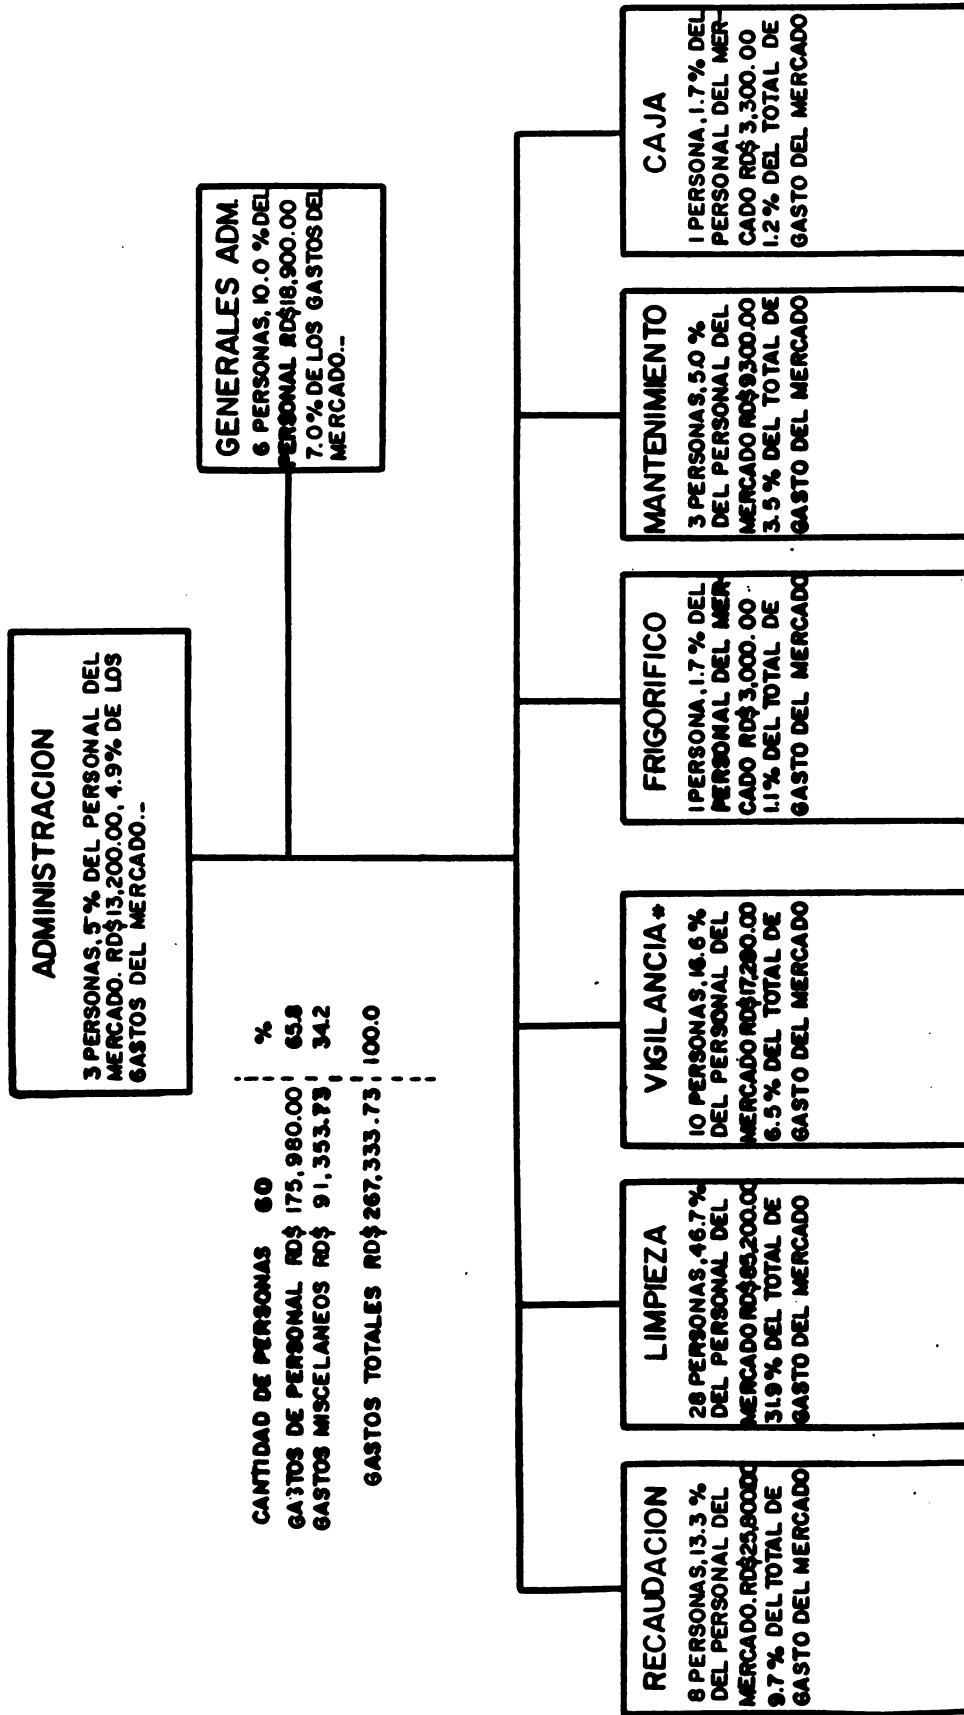 ADMINISTRACION
3 PERSONAS, 5 % DEL PERSONAL DEL
MERCADO. RD$13,200.00, 4.9% DE LOS
GASTOS DEL MERCADO..-
GENERALES ADM.
6 PERSONAS, 10.0 % DEL
PERSONAL RD$18,900.00
7.0 % DE LOS GASTOS DEL
MERCADO...
CANTIDAD DE PERSONAS 60 %
GASTOS DE PERSONAL RD$ 175,980.00 65.8
GASTOS MISCELANEOS RD$ 91,353.73 34.2
GASTOS TOTALES RD$ 267,333.73 100.0
RECAUDACION
8 PERSONAS, 13.3 %
DEL PERSONAL DEL
MERCADO. RD$25,800.00
9.7 % DEL TOTAL DE
GASTO DEL MERCADO
LIMPIEZA
28 PERSONAS, 46.7%
DEL PERSONAL DEL
MERCADO RD$85,200.00
31.9 % DEL TOTAL DE
GASTO DEL MERCADO
VIGILANCIA*
10 PERSONAS, 16.6 %
DEL PERSONAL DEL
MERCADO RD$17,280.00
6.5 % DEL TOTAL DE
GASTO DEL MERCADO
FRIGORIFICO
1 PERSONA, 1.7 % DEL
PERSONAL DEL MER-
CADO RD$ 3,000.00
1.1 % DEL TOTAL DE
GASTO DEL MERCADO
MANTENIMIENTO
3 PERSONAS, 5.0 %
DEL PERSONAL DEL
MERCADO RD$9300.00
3.5 % DEL TOTAL DE
GASTO DEL MERCADO
CAJA
1 PERSONA, 1.7 % DEL
PERSONAL DEL MER-
CADO RD$ 3,300.00
1.2 % DEL TOTAL DE
GASTO DEL MERCADO